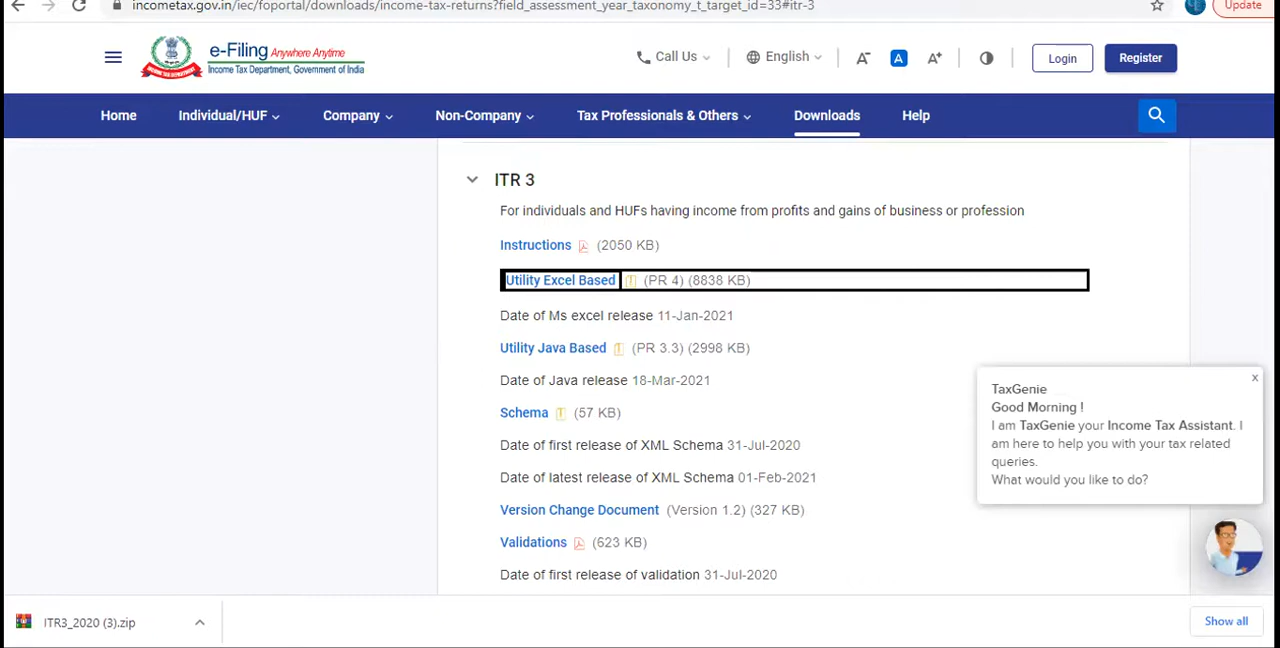 incometax.gov.in/iec/foportal/downloads/income-tax-returns?field_assessment_year_taxonomy_t_target_id=33#itr-3
Update
e-Filing Anywhere Anytime
Income Tax Department, Government of India
Call Us
English
A-
A
A+
Login
Register
Home
Individual/HUF
Company
Non-Company
Tax Professionals & Others
Downloads
Help
ITR 3
For individuals and HUFs having income from profits and gains of business or profession
Instructions (2050 KB)
Utility Excel Based (PR 4) (8838 KB)
Date of Ms excel release 11-Jan-2021
Utility Java Based (PR 3.3) (2998 KB)
Date of Java release 18-Mar-2021
Schema (57 KB)
Date of first release of XML Schema 31-Jul-2020
Date of latest release of XML Schema 01-Feb-2021
Version Change Document (Version 1.2) (327 KB)
Validations (623 KB)
Date of first release of validation 31-Jul-2020
x
TaxGenie
Good Morning !
I am TaxGenie your Income Tax Assistant. I
am here to help you with your tax related
queries.
What would you like to do?
ITR3_2020 (3).zip
Show all